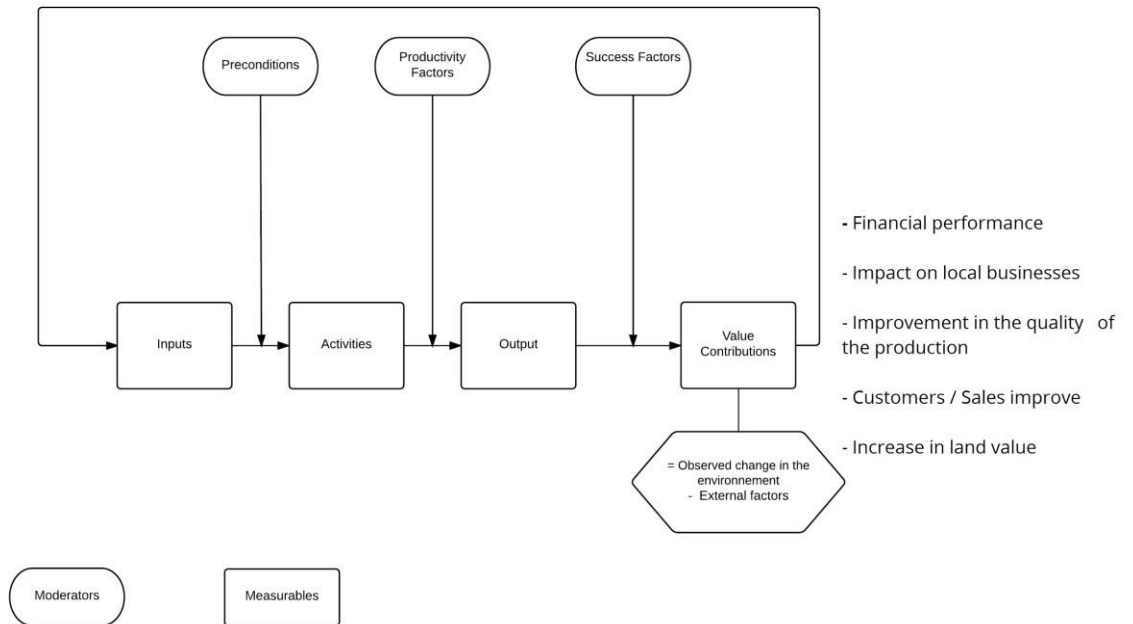 Preconditions
Productivity
Factors
Success Factors
- Financial performance
- Impact on local businesses
- Improvement in the quality of
the production
- Customers / Sales improve
- Increase in land value
Inputs
Activities
Output
Value
Contributions
= Observed change in the
environnement
- External factors
Moderators
Measurables